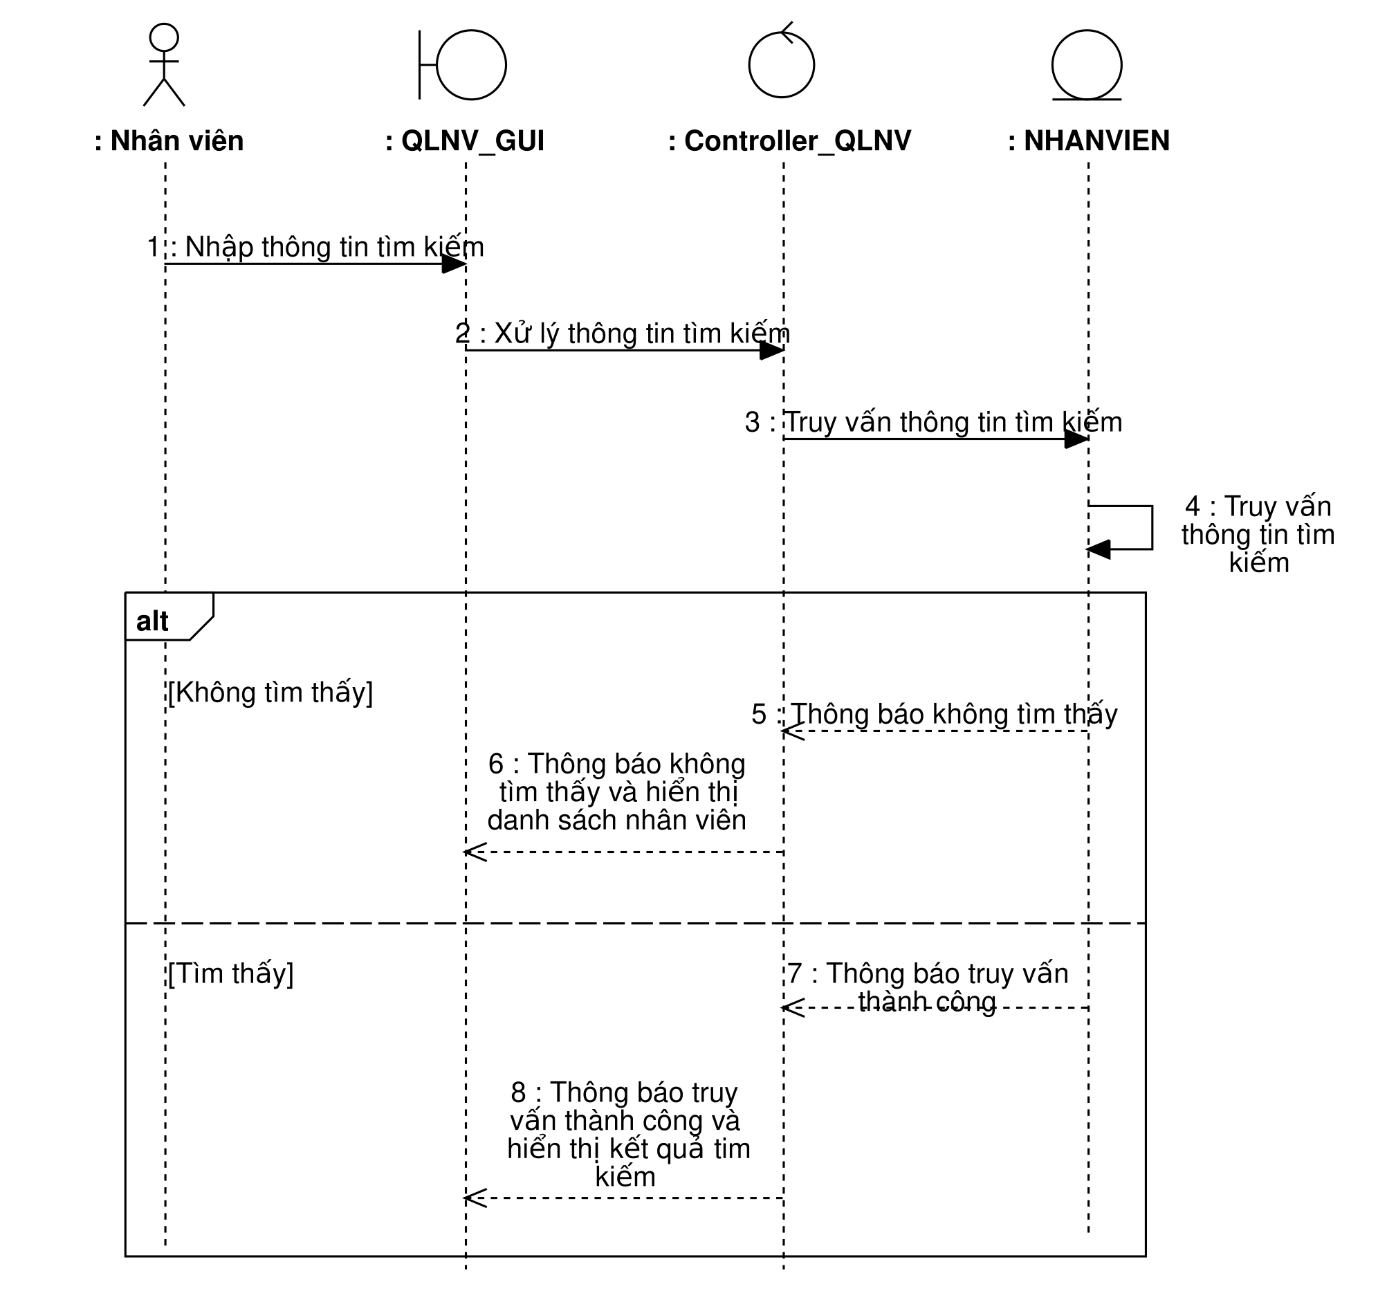 : Nhân viên
: QLNV_GUI
: Controller_QLNV
: NHANVIEN
1 : Nhập thông tin tìm kiếm
2 : Xử lý thông tin tìm kiếm
3 : Truy vấn thông tin tìm kiếm
4 : Truy vấn
thông tin tìm
kiếm
alt
[Không tìm thấy]
5 : Thông báo không tìm thấy
6 : Thông báo không
tìm thấy và hiển thị
danh sách nhân viên
[Tìm thấy]
7 : Thông báo truy vấn
thành công
8 : Thông báo truy
vấn thành công và
hiển thị kết quả tim
kiếm